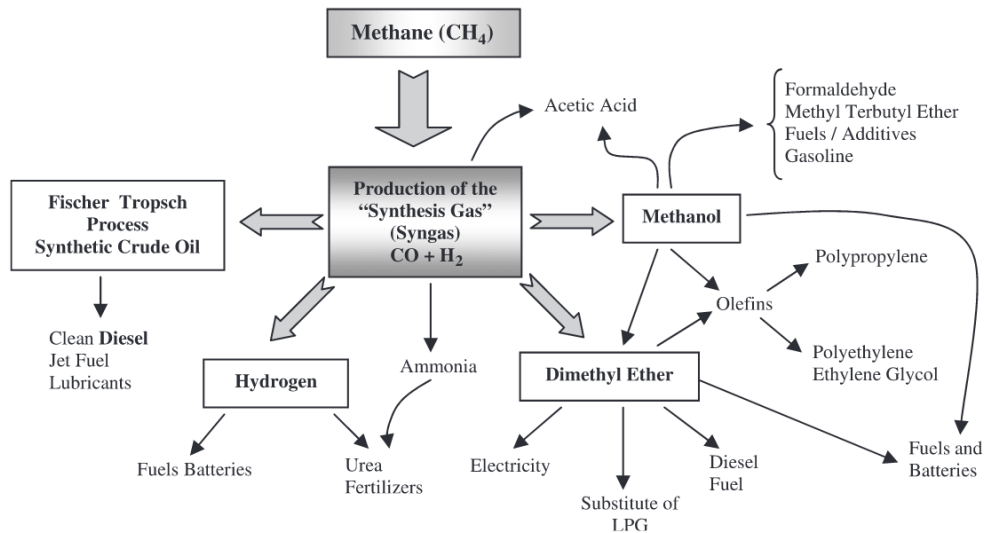 Methane (CH₄)
Acetic Acid
Formaldehyde
Methyl Terbutyl Ether
Fuels / Additives
Gasoline
Fischer Tropsch
Process
Synthetic Crude Oil
Production of the
“Synthesis Gas”
(Syngas)
CO + H₂
Methanol
Polypropylene
Olefins
Clean Diesel
Jet Fuel
Lubricants
Hydrogen
Ammonia
Dimethyl Ether
Polyethylene
Ethylene Glycol
Fuels Batteries
Urea
Fertilizers
Electricity
Substitute of
LPG
Diesel
Fuel
Fuels and
Batteries